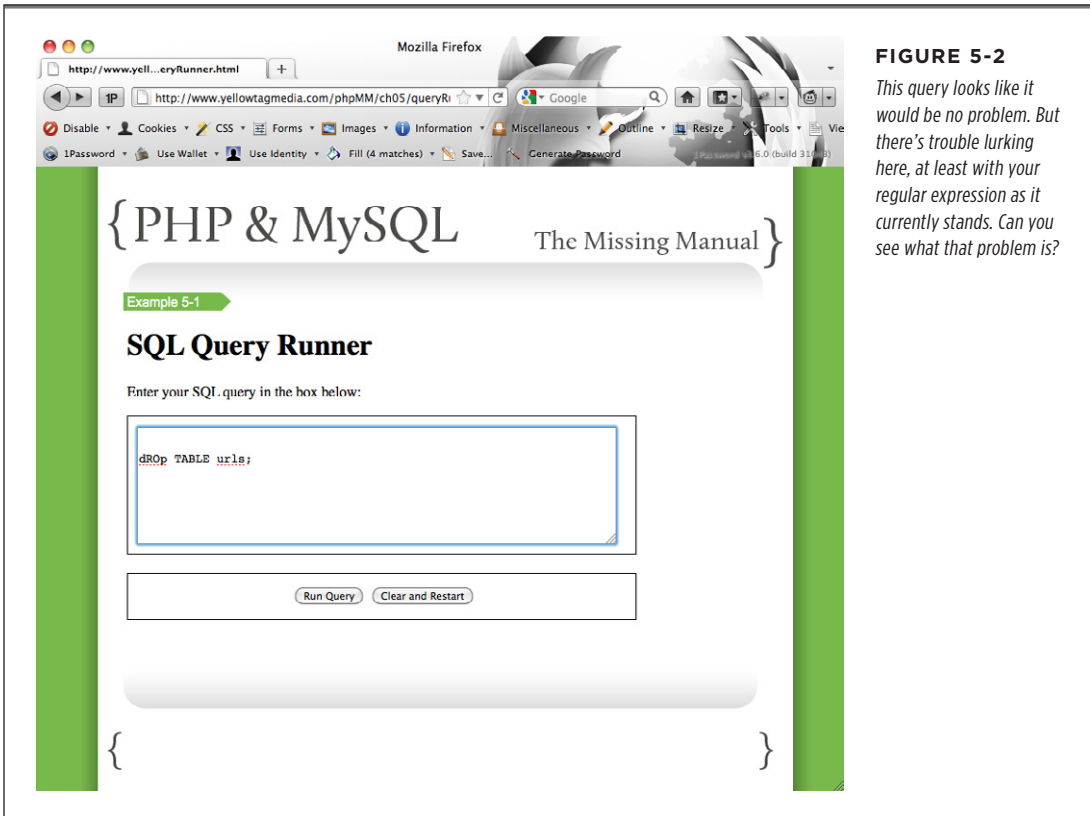 Mozilla Firefox
http://www.yell...eryRunner.html
+
1P
http://www.yellowtagmedia.com/phpMM/ch05/queryRu
Google
Disable Cookies CSS Forms Images Information Miscellaneous Outline Resize Tools Vie
1Password Use Wallet Use Identity Fill (4 matches) Save... Generate Password
{PHP & MySQL The Missing Manual}
Example 5-1
SQL Query Runner
Enter your SQL query in the box below:
dROp TABLE urls;
Run Query Clear and Restart
{ }
FIGURE 5-2
This query looks like it
would be no problem. But
there's trouble lurking
here, at least with your
regular expression as it
currently stands. Can you
see what that problem is?